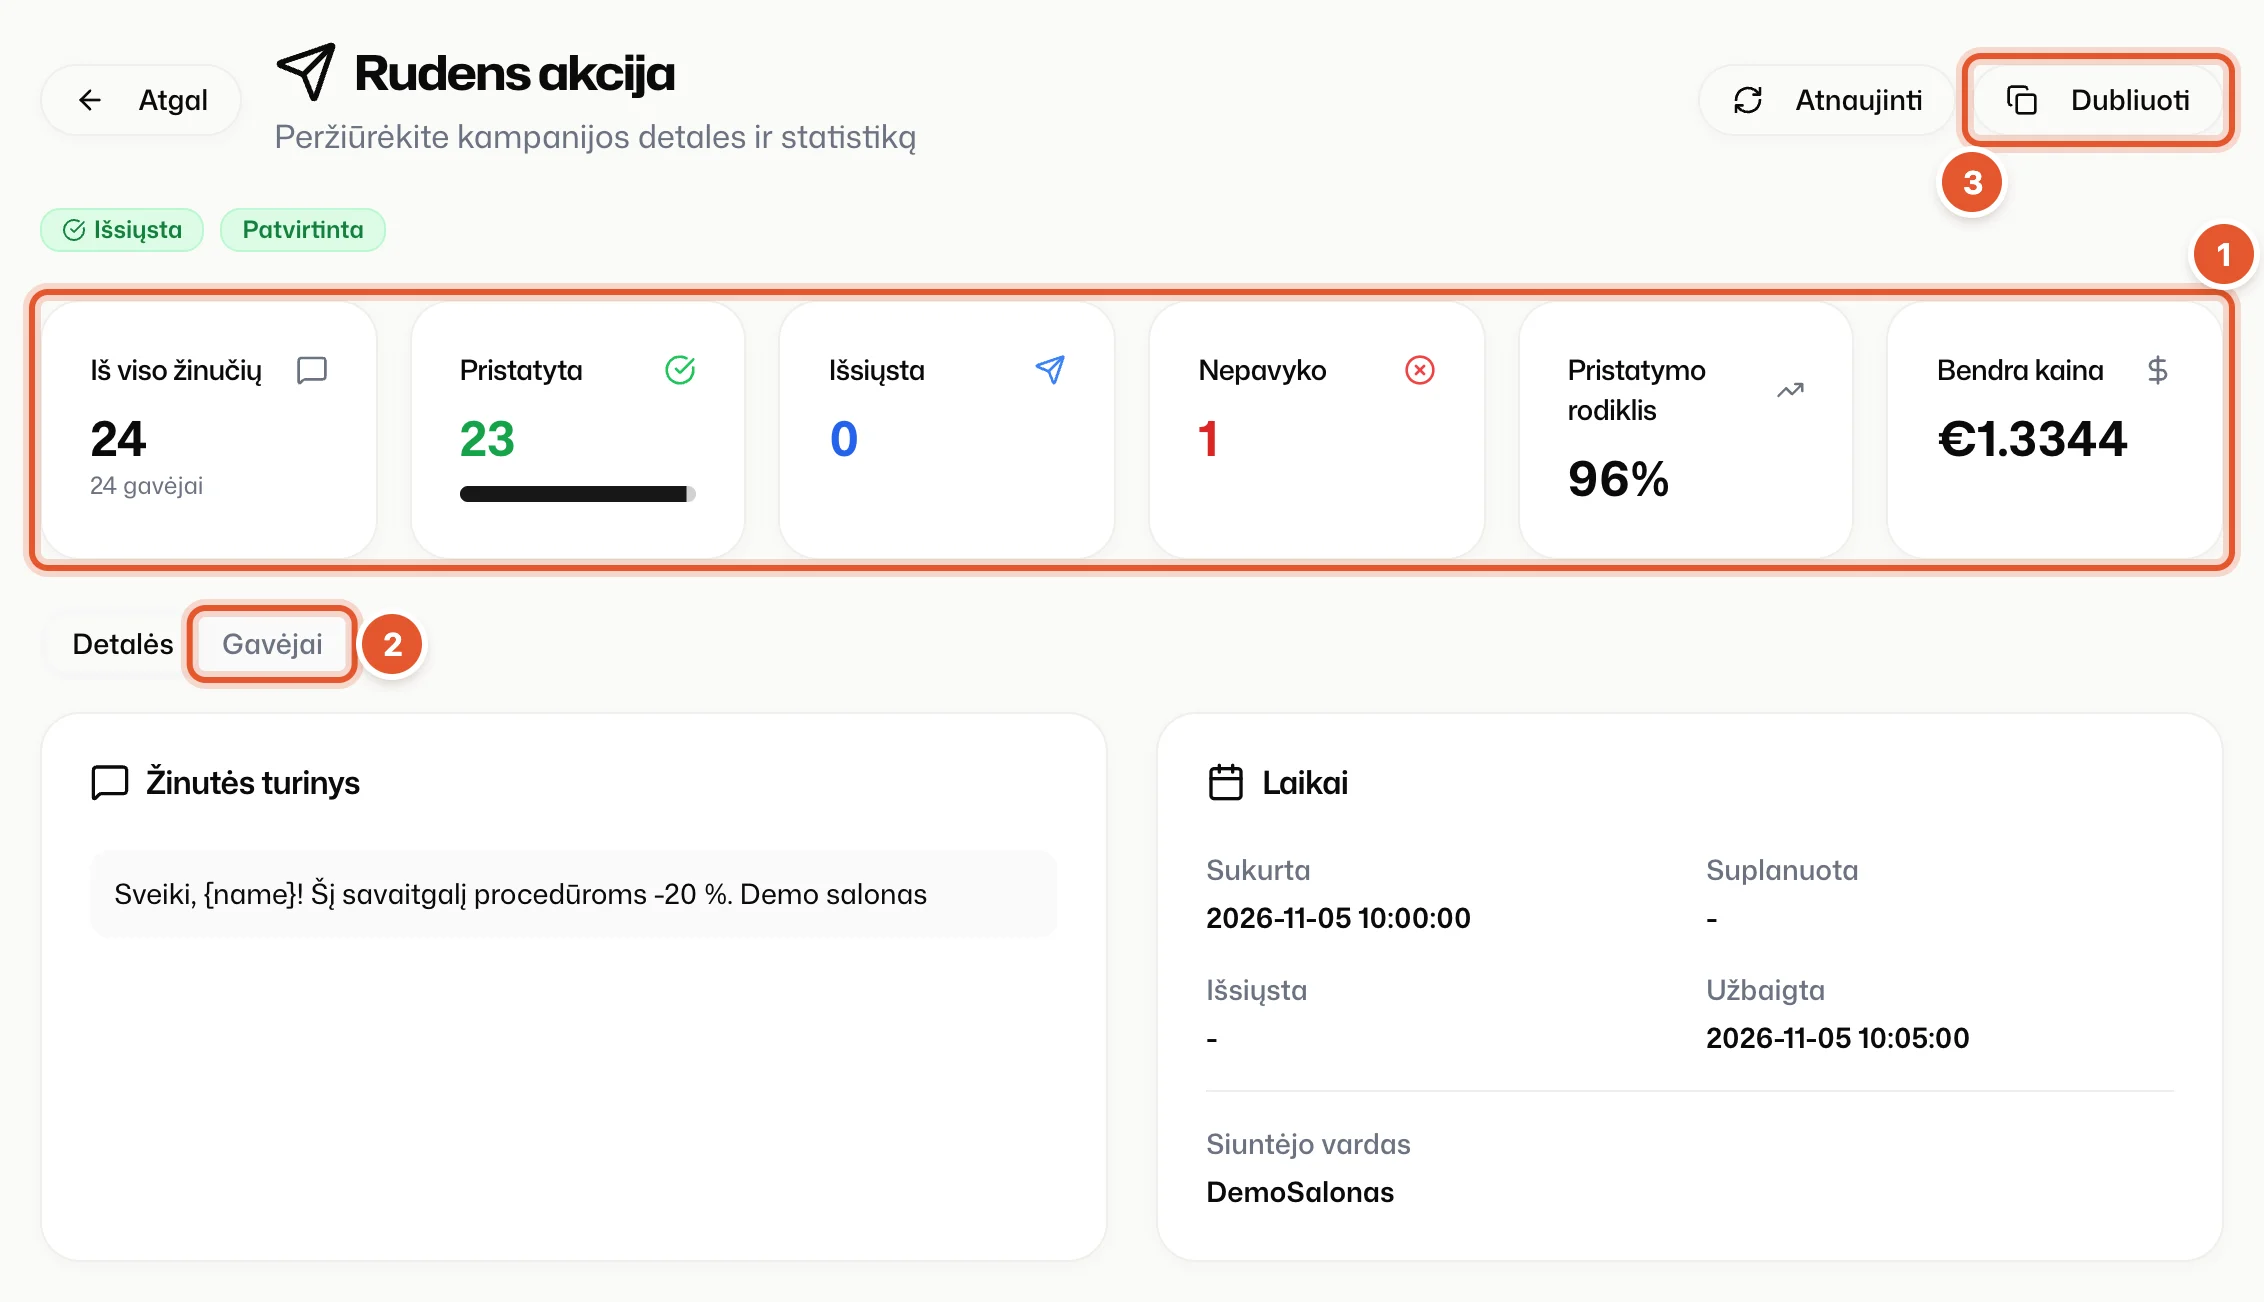 Atgal
Rudens akcija
Peržiūrėkite kampanijos detales ir statistiką
Atnaujinti
Dubliuoti
3
Išsiųsta
Patvirtinta
1
Iš viso žinučių
24
24 gavėjai
Pristatyta
23
Išsiųsta
0
Nepavyko
1
Pristatymo
rodiklis
96%
Bendra kaina
$
€1.3344
Detalės
Gavėjai
2
Žinutės turinys
Sveiki, {name}! Šį savaitgalį procedūroms -20 %. Demo salonas
Laikai
Sukurta
2026-11-05 10:00:00
Suplanuota
-
Išsiųsta
-
Užbaigta
2026-11-05 10:05:00
Siuntėjo vardas
DemoSalonas